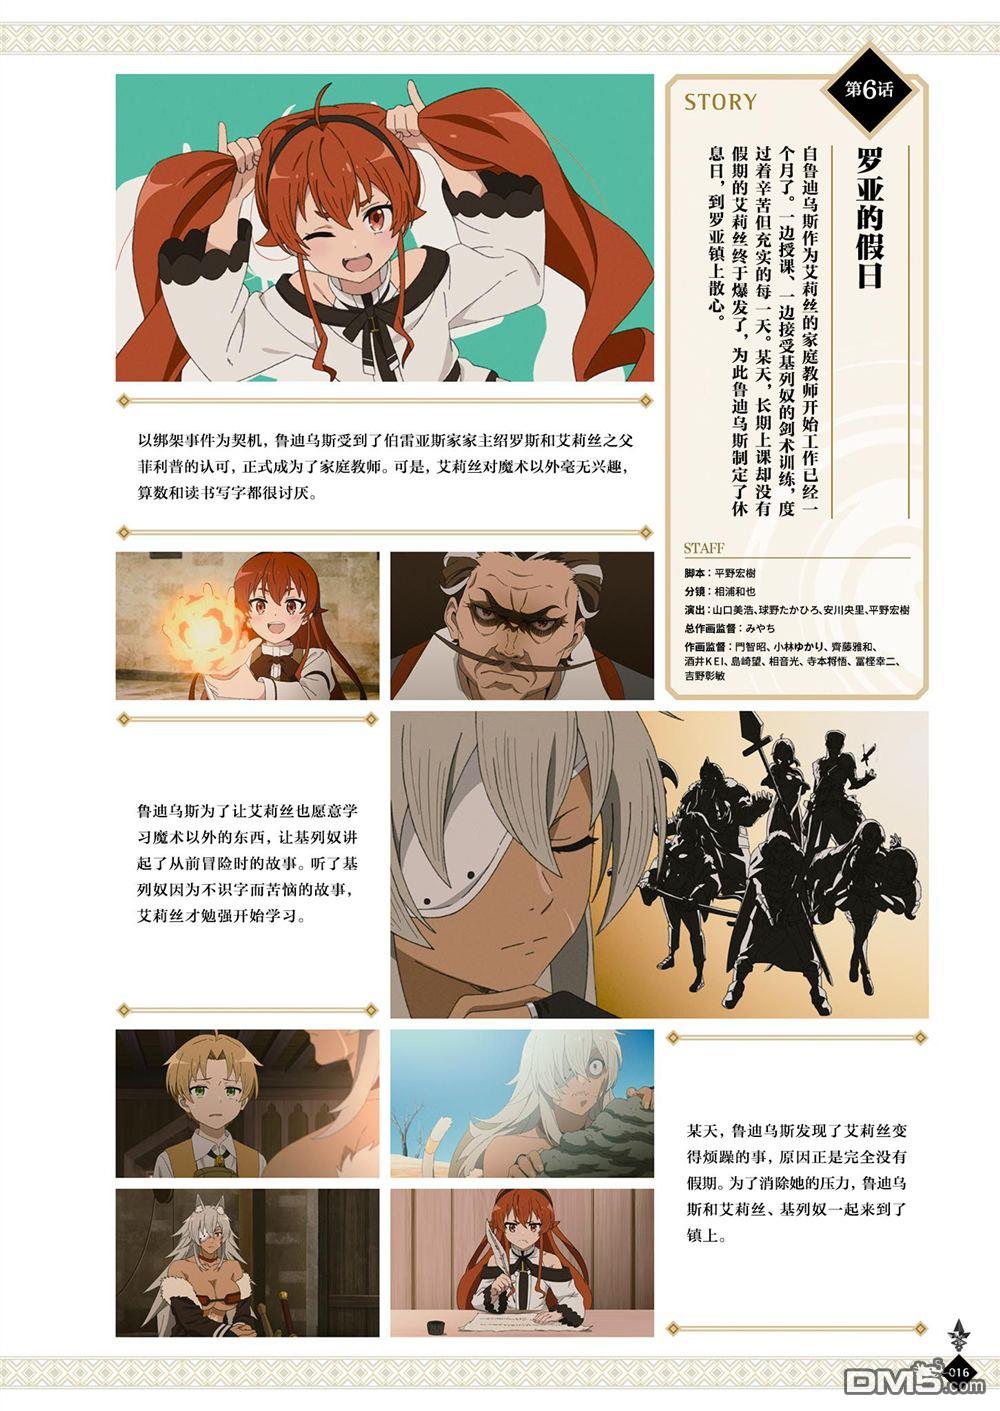 第6话
STORY
罗亚的假日
自鲁迪乌斯作为艾莉丝的家庭教师开始工作已经一
个月了。一边授课、一边接受基列奴的剑术训练，度
过着辛苦但充实的每一天。某天，长期上课却没有
假期的艾莉丝终于爆发了，为此鲁迪乌斯制定了休
息日，到罗亚镇上散心。
STAFF
脚本：平野宏樹
分镜：相浦和也
演出：山口美浩、球野たかひろ、安川央里、平野宏樹
总作画监督：みやち
作画监督：門智昭、小林ゆかり、齊藤雅和、
酒井KEI、島崎望、相音光、寺本将悟、冨樫幸二、
吉野彰敏
以绑架事件为契机，鲁迪乌斯受到了伯雷亚斯家家主绍罗斯和艾莉丝之父
菲利普的认可，正式成为了家庭教师。可是，艾莉丝对魔术以外毫无兴趣，
算数和读书写字都很讨厌。
鲁迪乌斯为了让艾莉丝也愿意学
习魔术以外的东西，让基列奴讲
起了从前冒险时的故事。听了基
列奴因为不识字而苦恼的故事，
艾莉丝才勉强开始学习。
某天，鲁迪乌斯发现了艾莉丝变
得烦躁的事，原因正是完全没有
假期。为了消除她的压力，鲁迪乌
斯和艾莉丝、基列奴一起来到了
镇上。
016
DM5.com